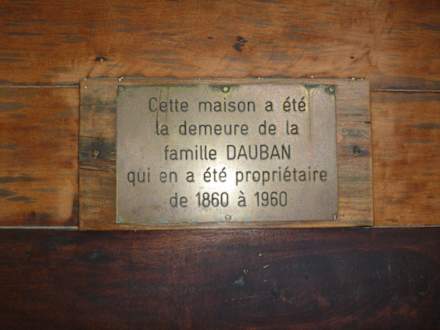 Cette maison a été
la demeure de la
famille DAUBAN
qui en a été propriétaire
de 1860 à 1960